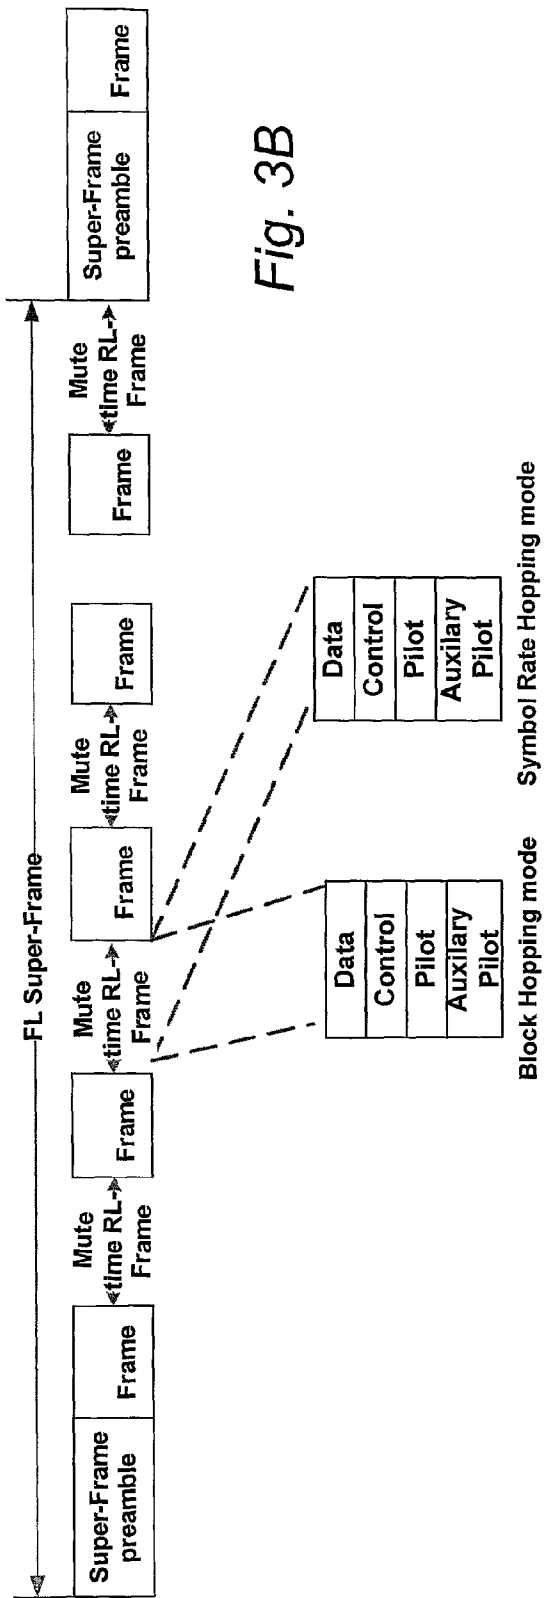 FL Super-Frame
Super-Frame
preamble
Frame
Mute
time RL-
Frame
Frame
Mute
time RL-
Frame
Frame
Mute
time RL-
Frame
Frame
Frame
Mute
time RL-
Frame
Super-Frame
preamble
Frame
Data
Control
Pilot
Auxilary
Pilot
Block Hopping mode
Data
Control
Pilot
Auxilary
Pilot
Symbol Rate Hopping mode
Fig. 3B